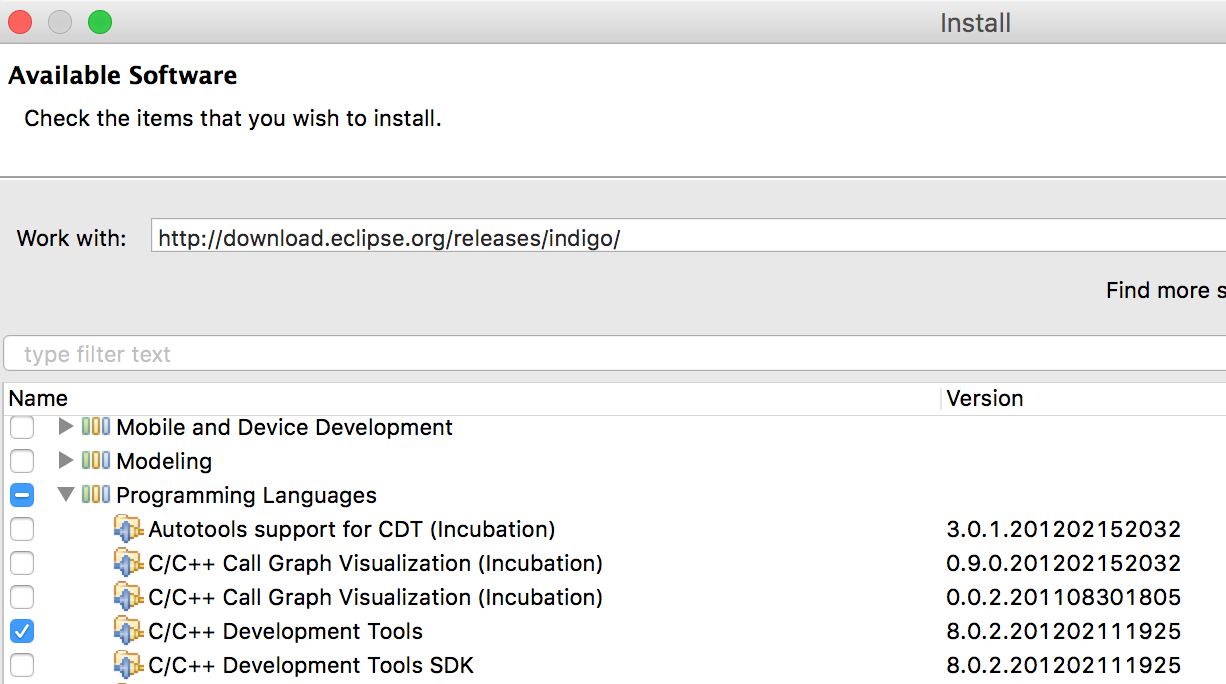 Install
Available Software
Check the items that you wish to install.
Work with: http://download.eclipse.org/releases/indigo/
Find more s
type filter text
Name Version
Mobile and Device Development
Modeling
Programming Languages
Autotools support for CDT (Incubation) 3.0.1.201202152032
C/C++ Call Graph Visualization (Incubation) 0.9.0.201202152032
C/C++ Call Graph Visualization (Incubation) 0.0.2.201108301805
C/C++ Development Tools 8.0.2.201202111925
C/C++ Development Tools SDK 8.0.2.201202111925